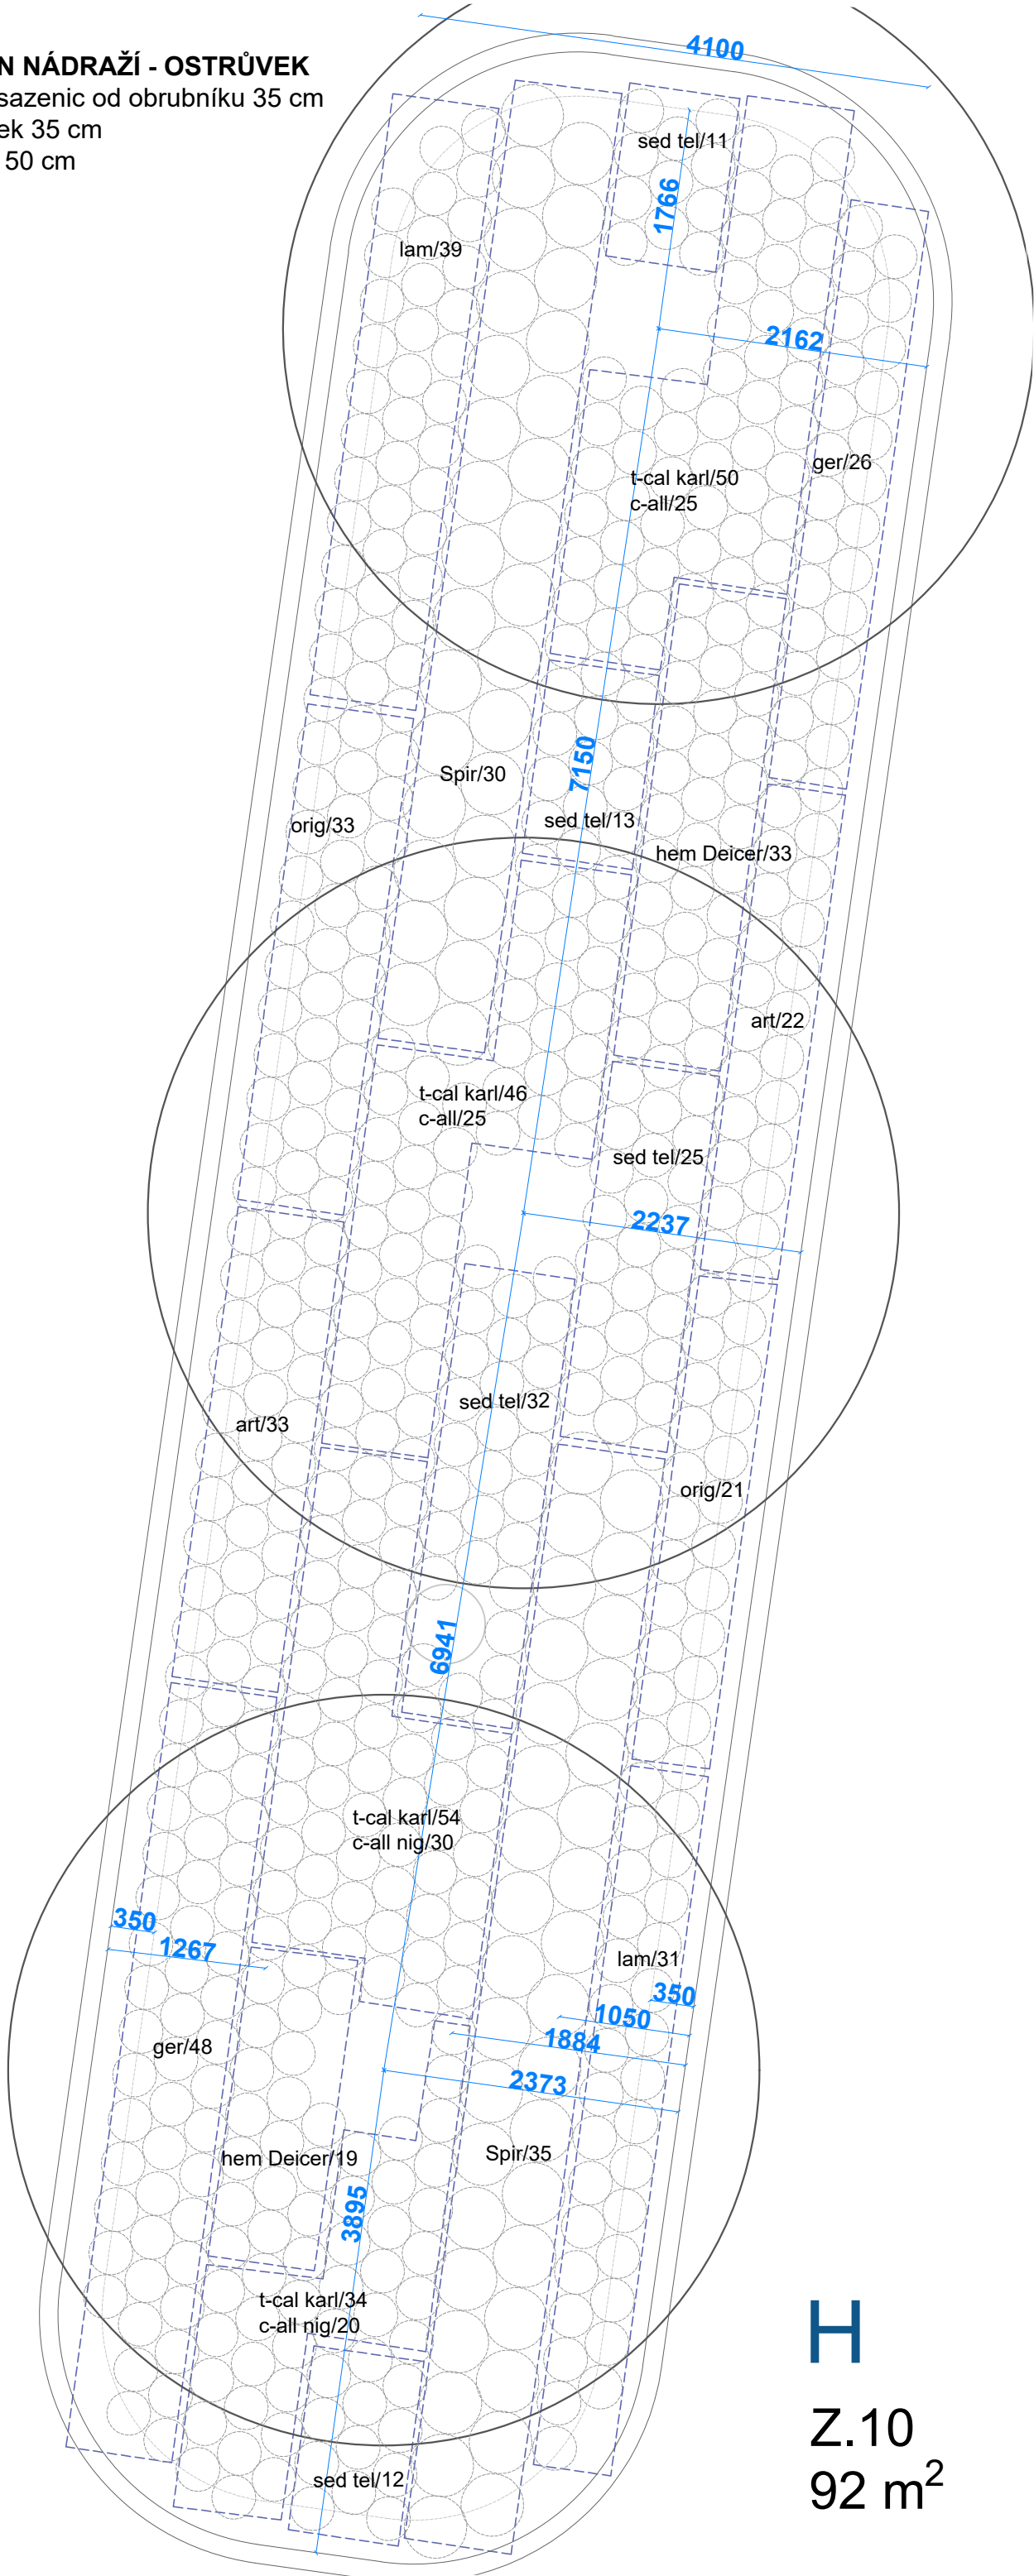 N NÁDRAŽÍ - OSTRŮVEK
sazenic od obrubníku 35 cm
ek 35 cm
50 cm
4100
sed tel/11
1766
lam/39
2162
ger/26
t-cal karl/50
c-all/25
7150
Spir/30
sed tel/13
orig/33
hem Deicer/33
art/22
t-cal karl/46
c-all/25
sed tel/25
2237
sed tel/32
art/33
orig/21
6941
t-cal karl/54
c-all nig/30
350
1267
lam/31
350
1050
1884
ger/48
2373
Spir/35
hem Deicer/19
3895
t-cal karl/34
c-all nig/20
H
Z.10
92 m²
sed tel/12